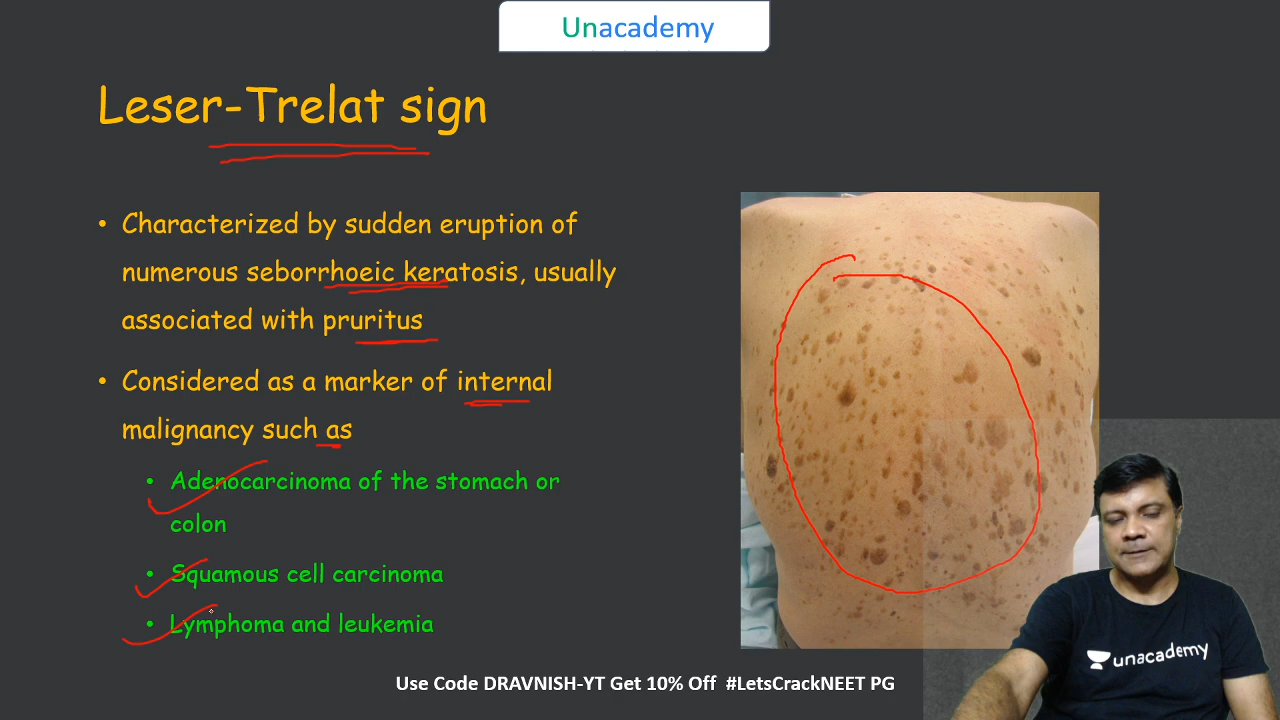 Unacademy
Leser-Trelat sign
• Characterized by sudden eruption of
numerous seborrhoeic keratosis, usually
associated with pruritus
• Considered as a marker of internal
malignancy such as
• Adenocarcinoma of the stomach or
colon
• Squamous cell carcinoma
• Lymphoma and leukemia
unacademy
Use Code DRAVNISH-YT Get 10% Off #LetsCrackNEET PG